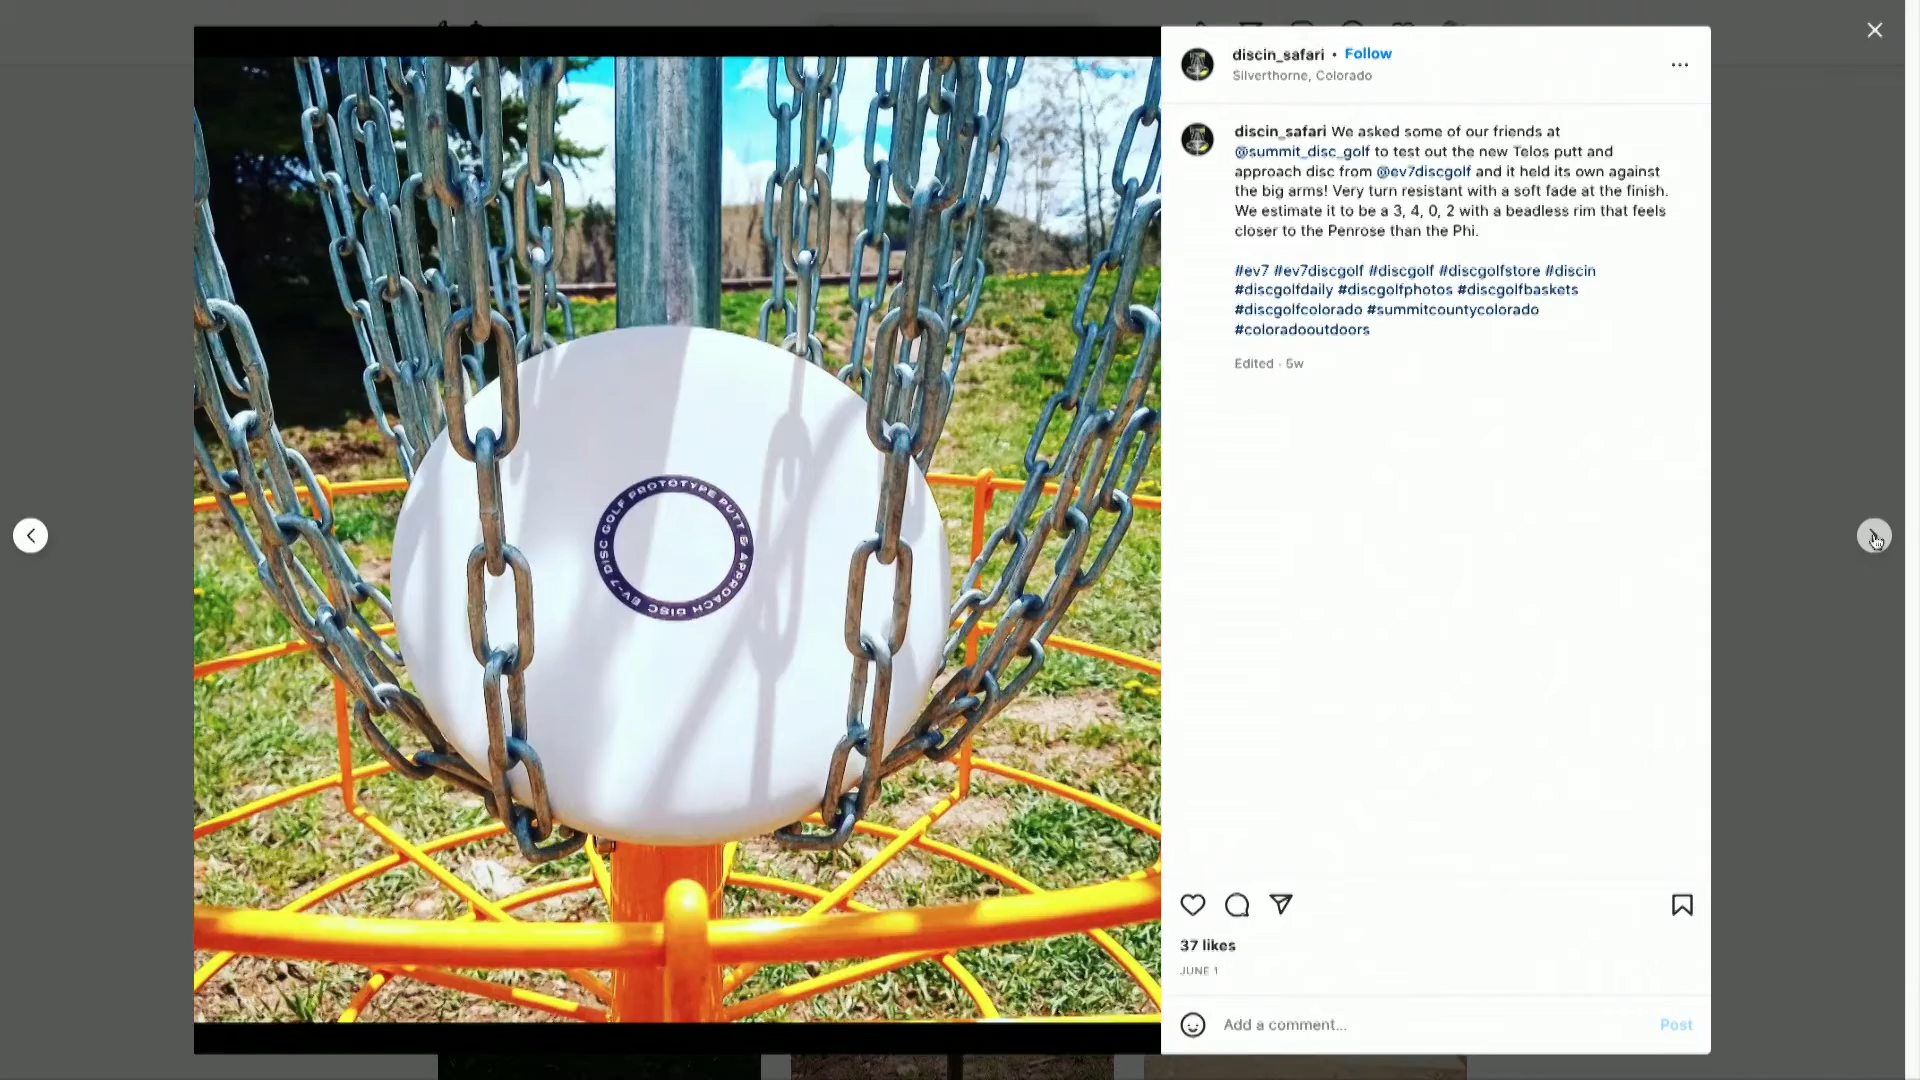 discin_safari • Follow
Silverthorne, Colorado
discin_safari We asked some of our friends at
@summit_disc_golf to test out the new Telos putt and
approach disc from @ev7discgolf and it held its own against
the big arms! Very turn resistant with a soft fade at the finish.
We estimate it to be a 3, 4, 0, 2 with a beadless rim that feels
closer to the Penrose than the Phi.
#ev7 #ev7discgolf #discgolf #discgolfstore #discin
#discgolfdaily #discgolfphotos #discgolfbaskets
#discgolfcolorado #summitcountycolorado
#coloradooutdoors
Edited · 5w
EV-7 DISC GOLF PROTOTYPE PUTT & APPROACH DISC
37 likes
JUNE 1
Add a comment...
Post